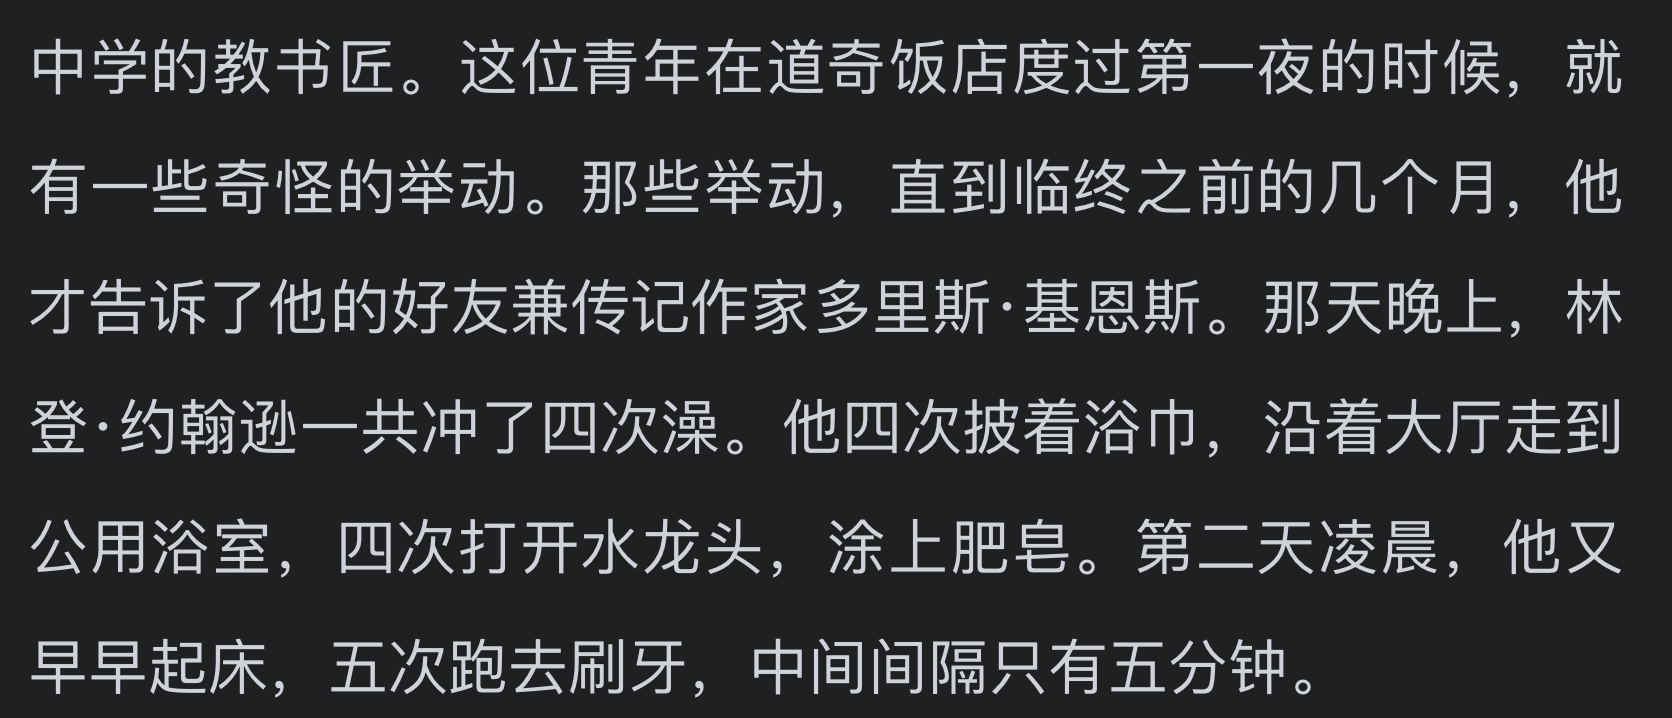 中学的教书匠。这位青年在道奇饭店度过第一夜的时候，就
有一些奇怪的举动。那些举动，直到临终之前的几个月，他
才告诉了他的好友兼传记作家多里斯·基恩斯。那天晚上，林
登·约翰逊一共冲了四次澡。他四次披着浴巾，沿着大厅走到
公用浴室，四次打开水龙头，涂上肥皂。第二天凌晨，他又
早早起床，五次跑去刷牙，中间间隔只有五分钟。